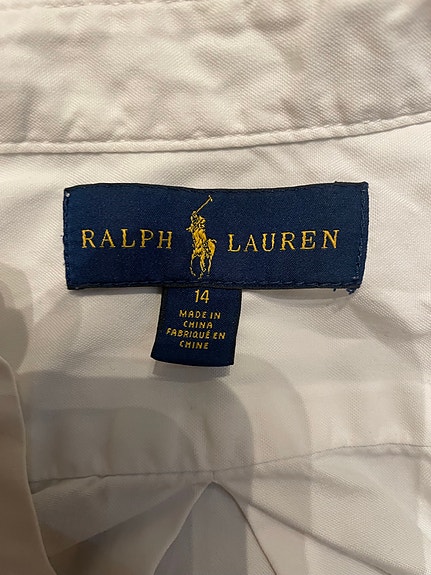 RALPH LAUREN
14
MADE IN
CHINA
FABRIQUÉ EN
CHINE